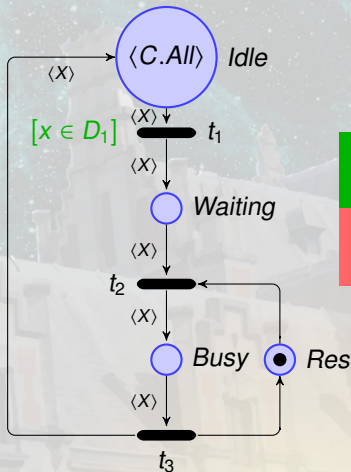 ⟨C.All⟩ Idle
⟨X⟩
⟨X⟩
[x ∈ D₁]
t₁
⟨X⟩
Waiting
⟨X⟩
t₂
⟨X⟩
Busy
Res
⟨X⟩
t₃